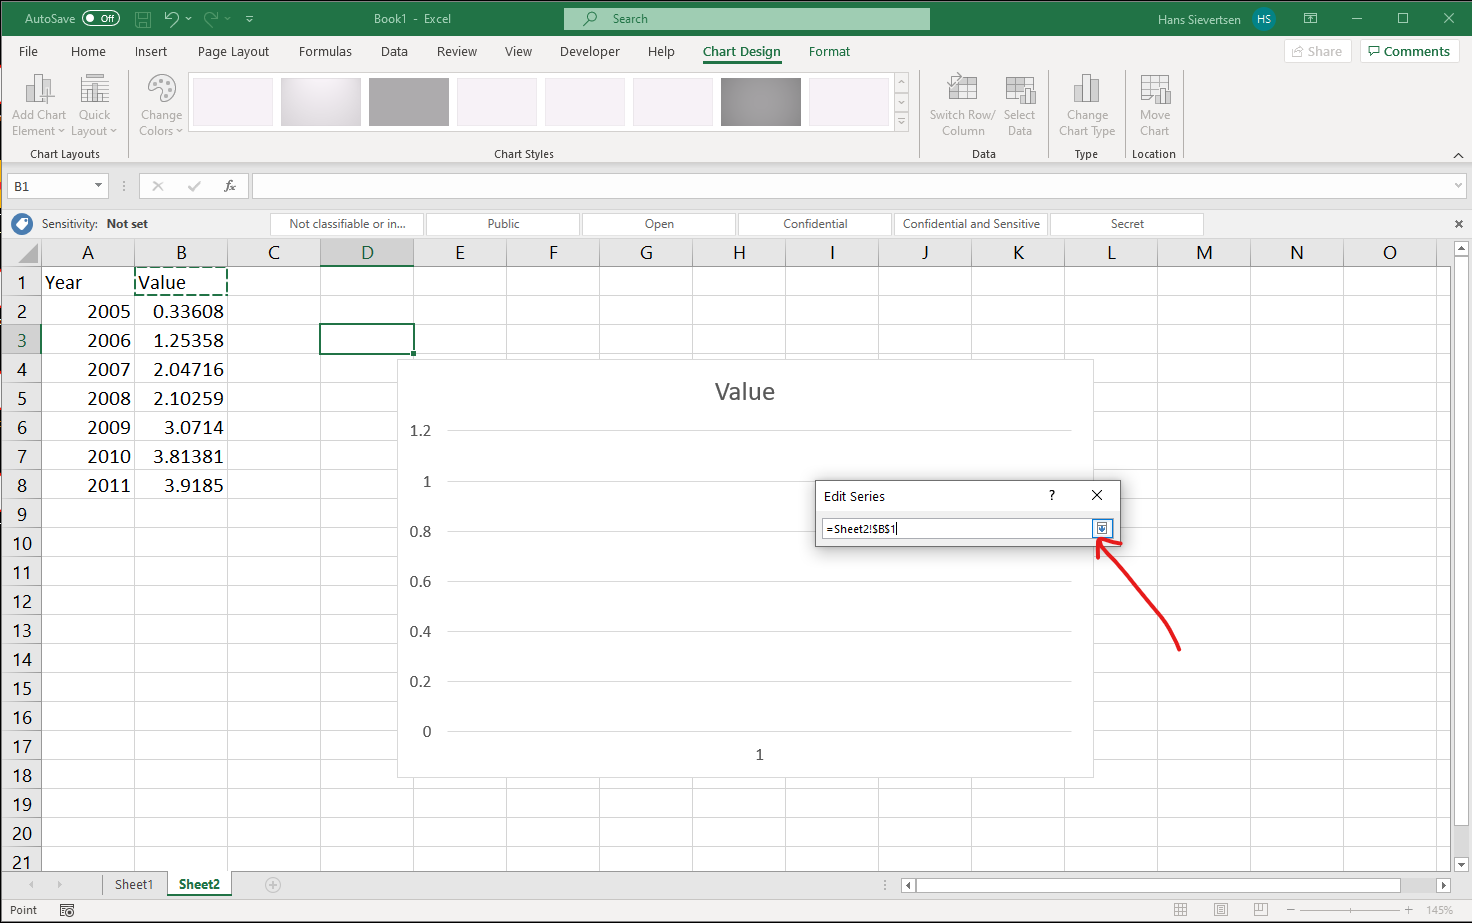 AutoSave Off Book1 - Excel Search Hans Sievertsen HS
File Home Insert Page Layout Formulas Data Review View Developer Help Chart Design Format Share Comments
Add Chart Element Quick Layout Change Colors Switch Row/ Column Select Data Change Chart Type Move Chart
Chart Layouts Chart Styles Data Type Location
B1 fx
Sensitivity: Not set Not classifiable or in... Public Open Confidential Confidential and Sensitive Secret
A B C D E F G H I J K L M N O
1 Year Value
2 2005 0.33608
3 2006 1.25358
4 2007 2.04716
5 2008 2.10259
6 2009 3.0714
7 2010 3.81381
8 2011 3.9185
9
10
11
12
13
14
15
16
17
18
19
20
21
Value
1.2
1
0.8
0.6
0.4
0.2
0
1
Edit Series ?
=Sheet2!$B$1
Sheet1 Sheet2
Point 145%